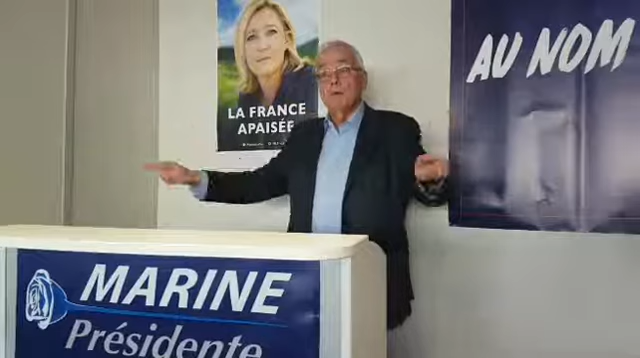 LA FRANCE
APAISÉE
AU NOM
MARINE
Présidente